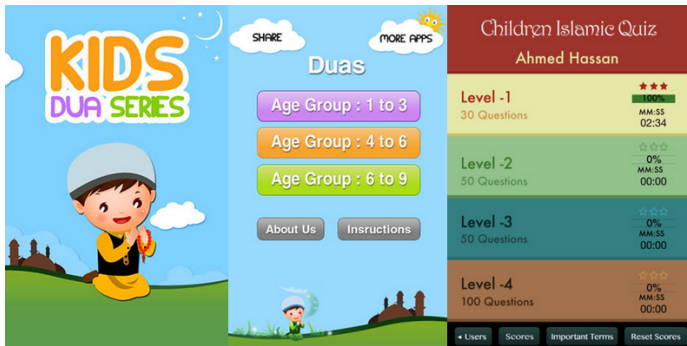 KIDS
DUA SERIES
SHARE
MORE APPS
Duas
Age Group : 1 to 3
Age Group : 4 to 6
Age Group : 6 to 9
About Us
Insructions
Children Islamic Quiz
Ahmed Hassan
Level -1
30 Questions
100%
MM:SS
02:34
Level -2
50 Questions
0%
MM:SS
00:00
Level -3
50 Questions
0%
MM:SS
00:00
Level -4
100 Questions
0%
MM:SS
00:00
Users
Scores
Important Terms
Reset Scores